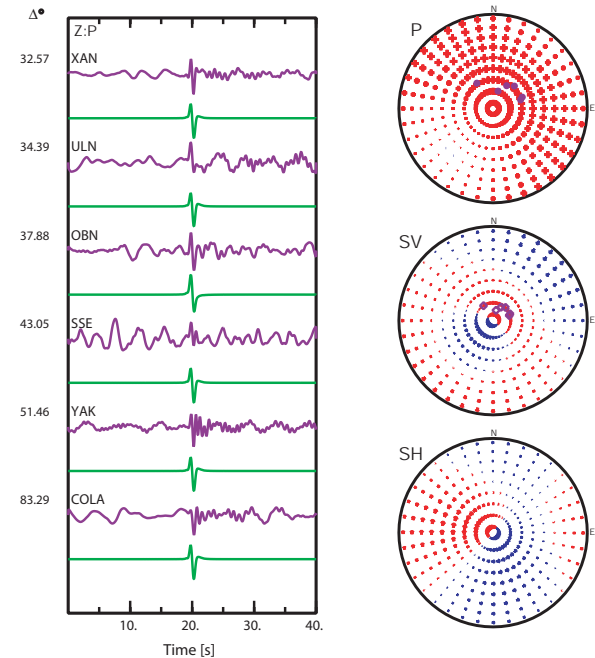 Δ°
Z:P
32.57
XAN
34.39
ULN
37.88
OBN
43.05
SSE
51.46
YAK
83.29
COLA
10.
20.
30.
40.
Time [s]
P
N
E
SV
N
E
SH
N
E